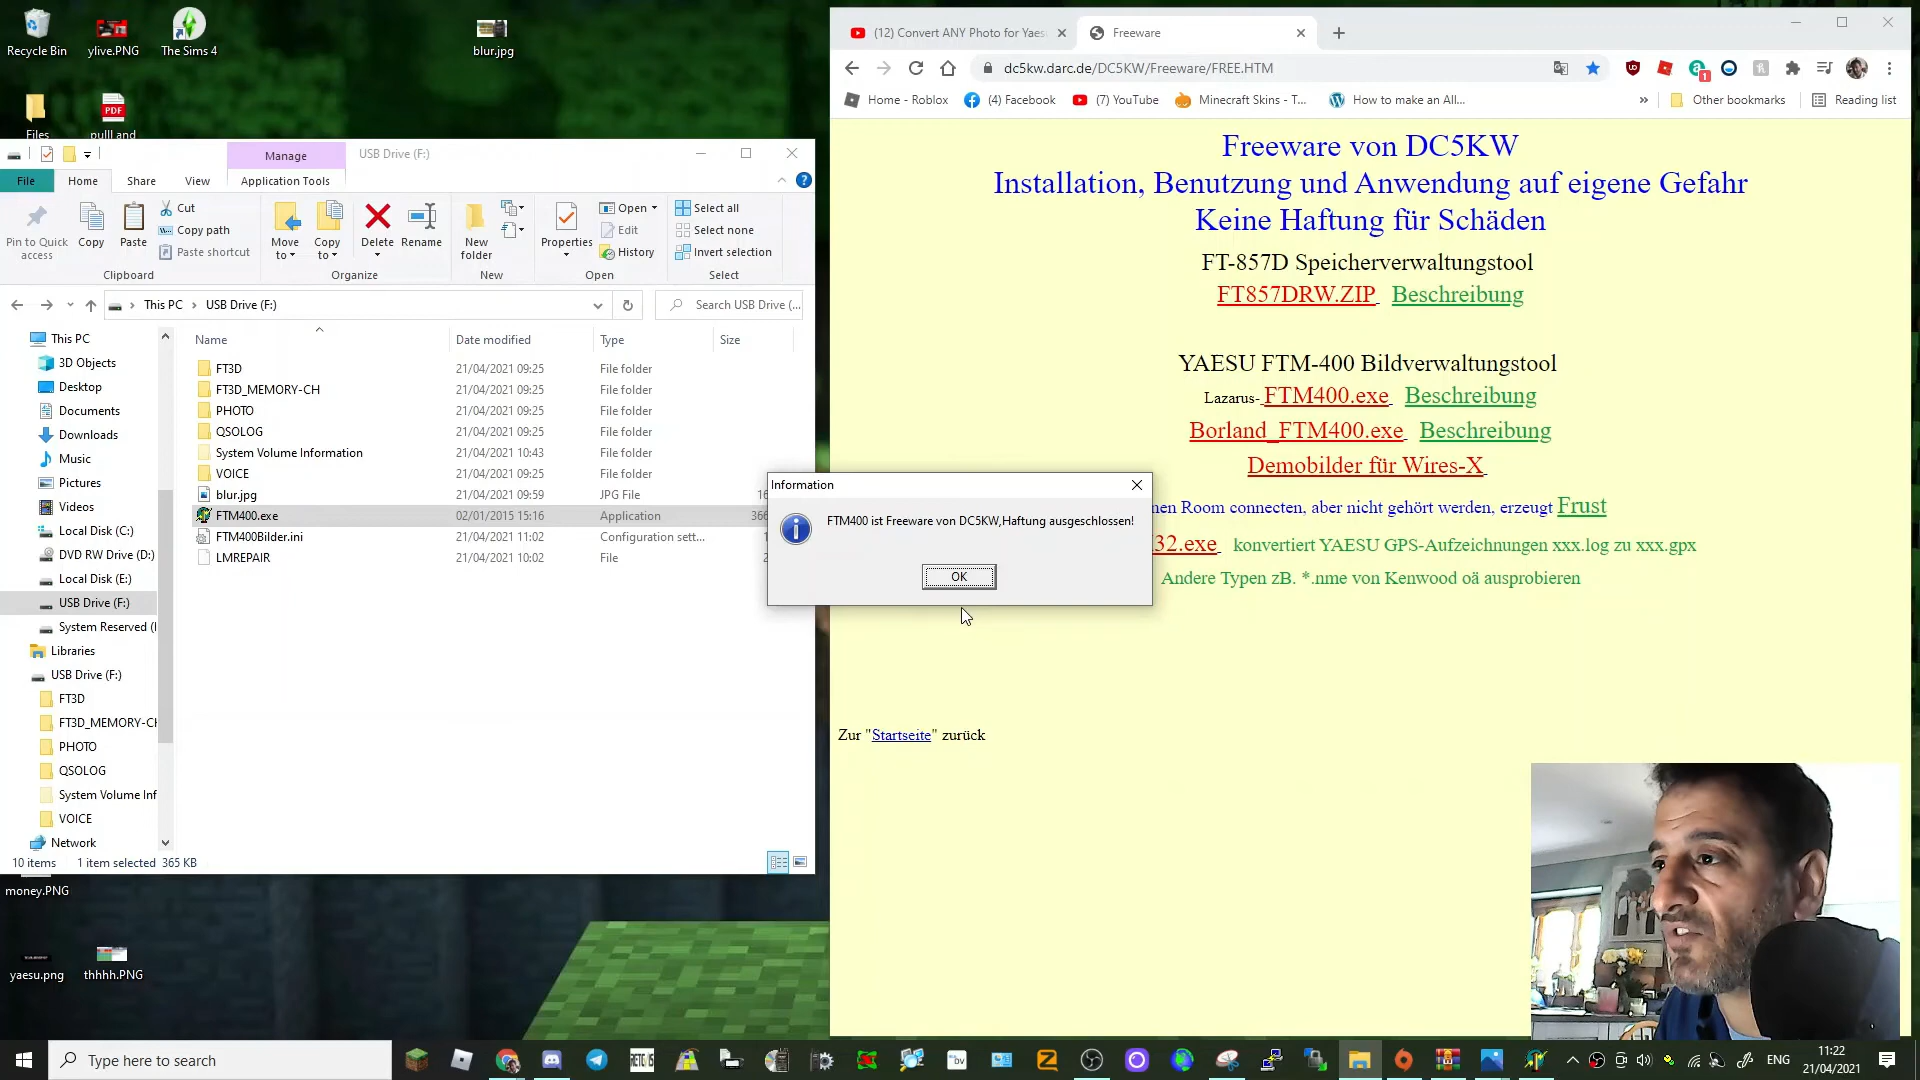 Recycle Bin
ylive.PNG
The Sims 4
blur.jpg
Files
PDF
pulll and
Manage
USB Drive (F:)
File
Home
Share
View
Application Tools
Pin to Quick
access
Copy
Paste
Cut
Copy path
Paste shortcut
Move
to
Copy
to
Delete
Rename
New
folder
Properties
Open
Edit
History
Select all
Select none
Invert selection
Clipboard
Organize
New
Open
Select
This PC
USB Drive (F:)
Search USB Drive (...
Name
Date modified
Type
Size
This PC
3D Objects
Desktop
Documents
Downloads
Music
Pictures
Videos
Local Disk (C:)
DVD RW Drive (D:)
Local Disk (E:)
USB Drive (F:)
System Reserved (
Libraries
USB Drive (F:)
FT3D
FT3D_MEMORY-CH
PHOTO
QSOLOG
System Volume Inf
VOICE
Network
FT3D 21/04/2021 09:25 File folder
FT3D_MEMORY-CH 21/04/2021 09:25 File folder
PHOTO 21/04/2021 09:25 File folder
QSOLOG 21/04/2021 09:25 File folder
System Volume Information 21/04/2021 10:43 File folder
VOICE 21/04/2021 09:25 File folder
blur.jpg 21/04/2021 09:59 JPG File 16
FTM400.exe 02/01/2015 15:16 Application 366
FTM400Bilder.ini 21/04/2021 11:02 Configuration sett... 1
LMREPAIR 21/04/2021 10:02 File 2
10 items 1 item selected 365 KB
money.PNG
yaesu.png
thhhh.PNG
(12) Convert ANY Photo for Yaes
Freeware
dc5kw.darc.de/DC5KW/Freeware/FREE.HTM
1
Home - Roblox
(4) Facebook
(7) YouTube
Minecraft Skins - T...
How to make an All...
Other bookmarks
Reading list
Freeware von DC5KW
Installation, Benutzung und Anwendung auf eigene Gefahr
Keine Haftung für Schäden
FT-857D Speicherverwaltungstool
FT857DRW.ZIP Beschreibung
YAESU FTM-400 Bildverwaltungstool
Lazarus- FTM400.exe Beschreibung
Borland_FTM400.exe Beschreibung
Demobilder für Wires-X
nen Room connecten, aber nicht gehört werden, erzeugt Frust
32.exe konvertiert YAESU GPS-Aufzeichnungen xxx.log zu xxx.gpx
Andere Typen zB. *.nme von Kenwood oä ausprobieren
Zur "Startseite" zurück
Information
FTM400 ist Freeware von DC5KW,Haftung ausgeschlossen!
OK
Type here to search
ENG
11:22
21/04/2021